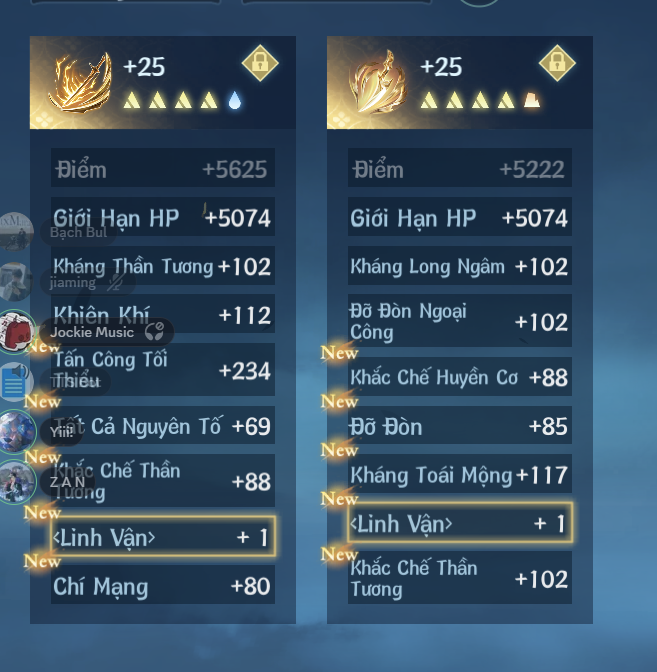 +25
Điểm +5625
Giới Hạn HP +5074
Kháng Thần Tương +102
Khiên Khí +112
New
Tấn Công Tối
Thiểu +234
New
Tất Cả Nguyên Tố +69
New
Khắc Chế Thần
Tương +88
New
<Linh Vận> + 1
New
Chí Mạng +80
Bạch Bul
jiaming
Jockie Music
Yiii!
Z A N
+25
Điểm +5222
Giới Hạn HP +5074
Kháng Long Ngâm +102
Đỡ Đòn Ngoại
Công +102
New
Khắc Chế Huyền Cơ +88
New
Đỡ Đòn +85
New
Kháng Toái Mộng +117
New
<Linh Vận> + 1
New
Khắc Chế Thần
Tương +102